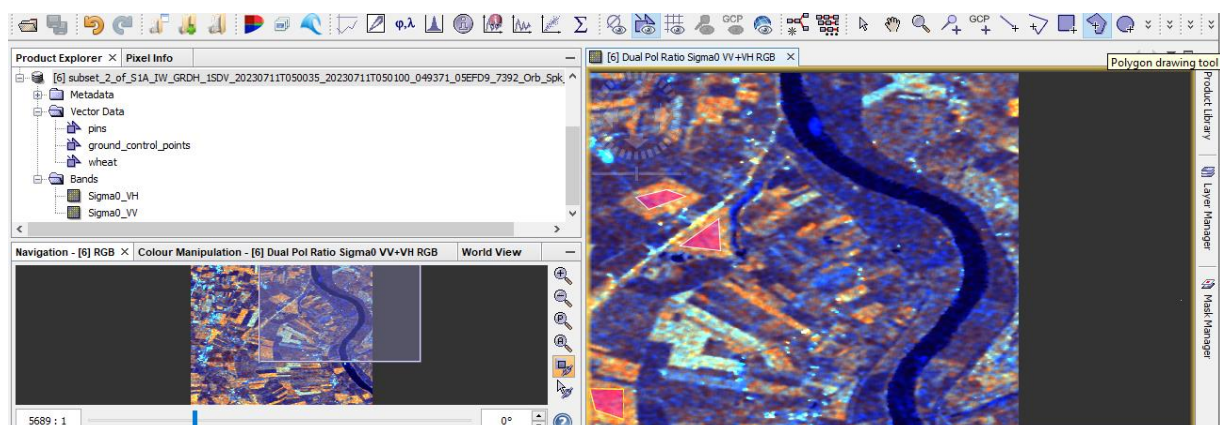 φ,λ
Σ
GCP
GCP
Product Explorer
Pixel Info
[6] Dual Pol Ratio Sigma0 VV+VH RGB
Polygon drawing tool
[6] subset_2_of_S1A_IW_GRDH_1SDV_20230711T050035_20230711T050100_049371_05EFD9_7392_Orb_Spk_
Metadata
Vector Data
pins
ground_control_points
wheat
Bands
Sigma0_VH
Sigma0_VV
Navigation - [6] RGB
Colour Manipulation - [6] Dual Pol Ratio Sigma0 VV+VH RGB
World View
5689 : 1
0°
Product Library
Layer Manager
Mask Manager